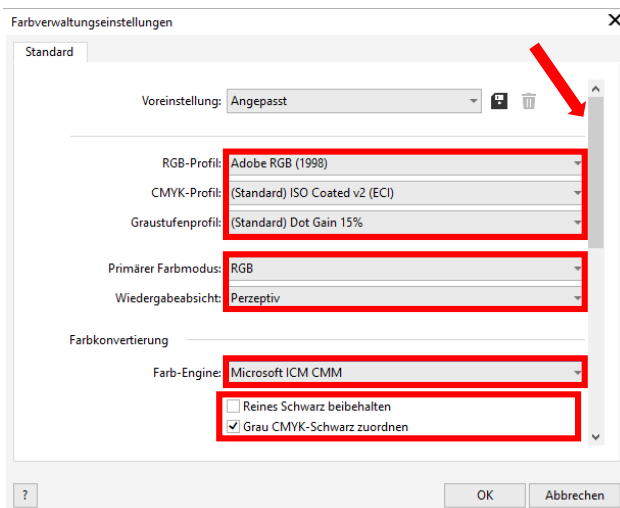 Farbverwaltungseinstellungen
Standard
Voreinstellung: Angepasst
RGB-Profil: Adobe RGB (1998)
CMYK-Profil: (Standard) ISO Coated v2 (ECI)
Graustufenprofil: (Standard) Dot Gain 15%
Primärer Farbmodus: RGB
Wiedergabeabsicht: Perzeptiv
Farbkonvertierung
Farb-Engine: Microsoft ICM CMM
Reines Schwarz beibehalten
Grau CMYK-Schwarz zuordnen
? OK Abbrechen